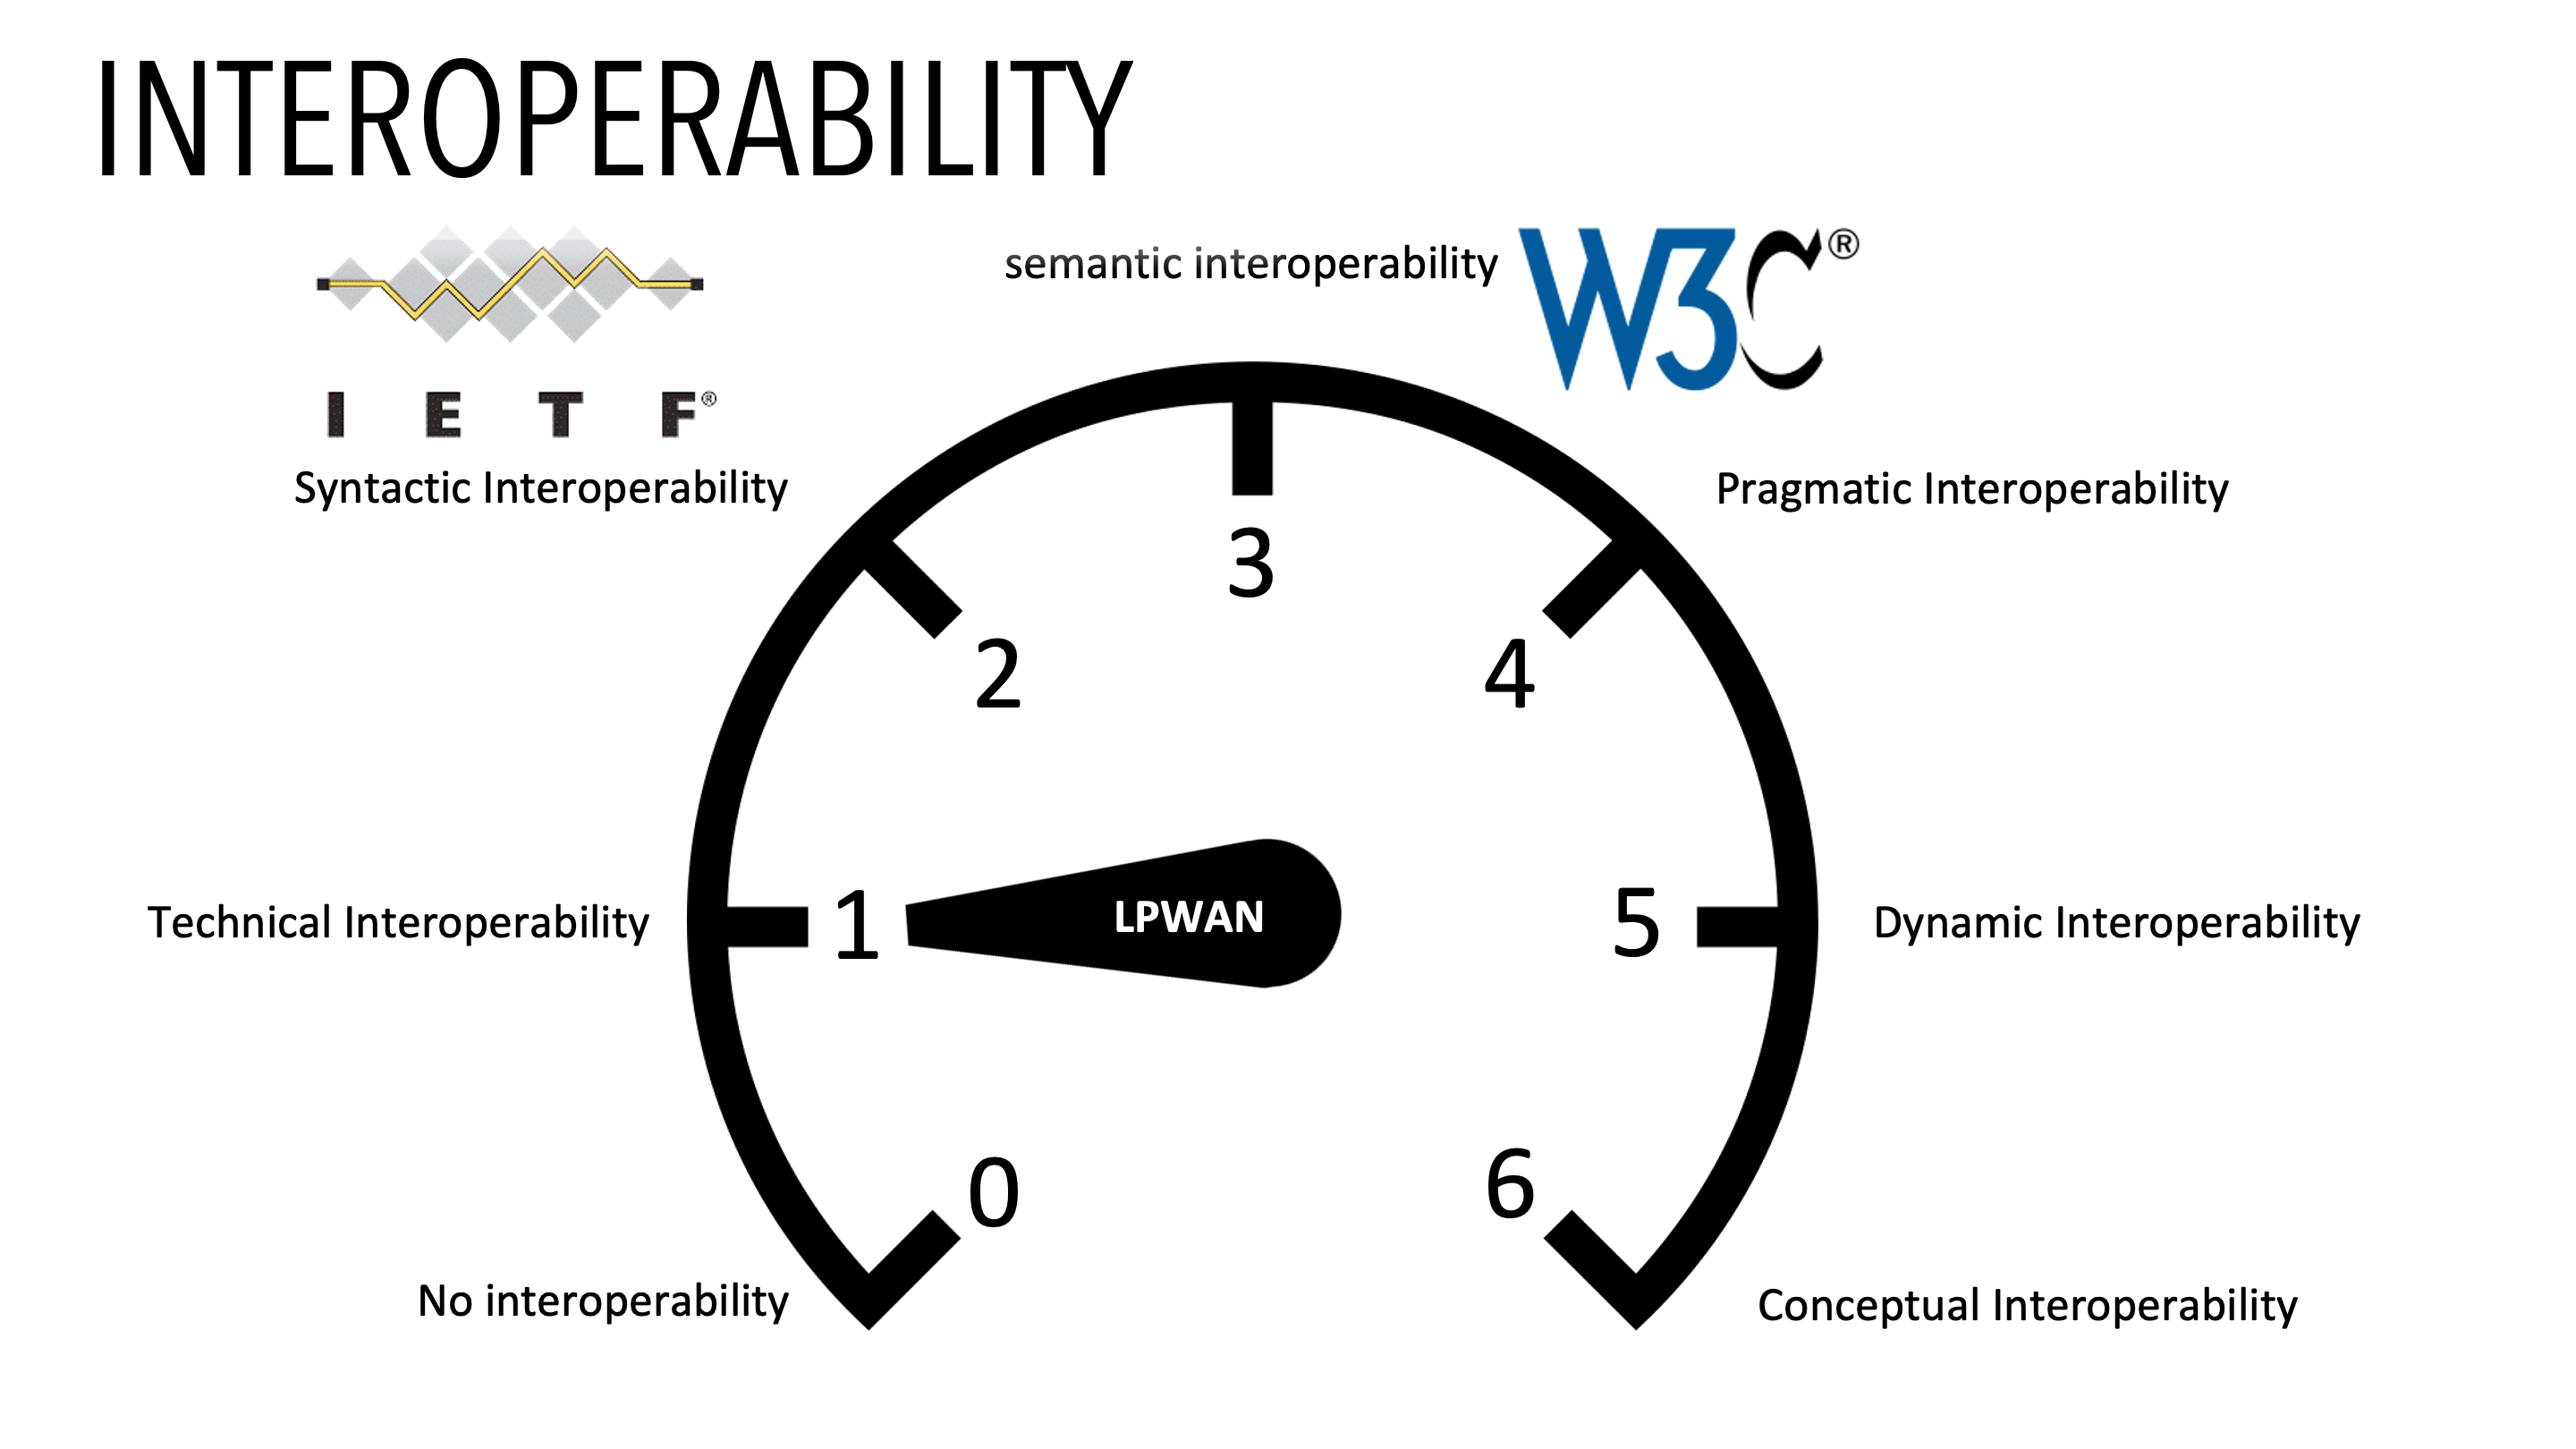 INTEROPERABILITY
semantic interoperability
W3C®
I E T F®
Syntactic Interoperability
Pragmatic Interoperability
3
2
4
Technical Interoperability
1
LPWAN
5
Dynamic Interoperability
0
6
No interoperability
Conceptual Interoperability